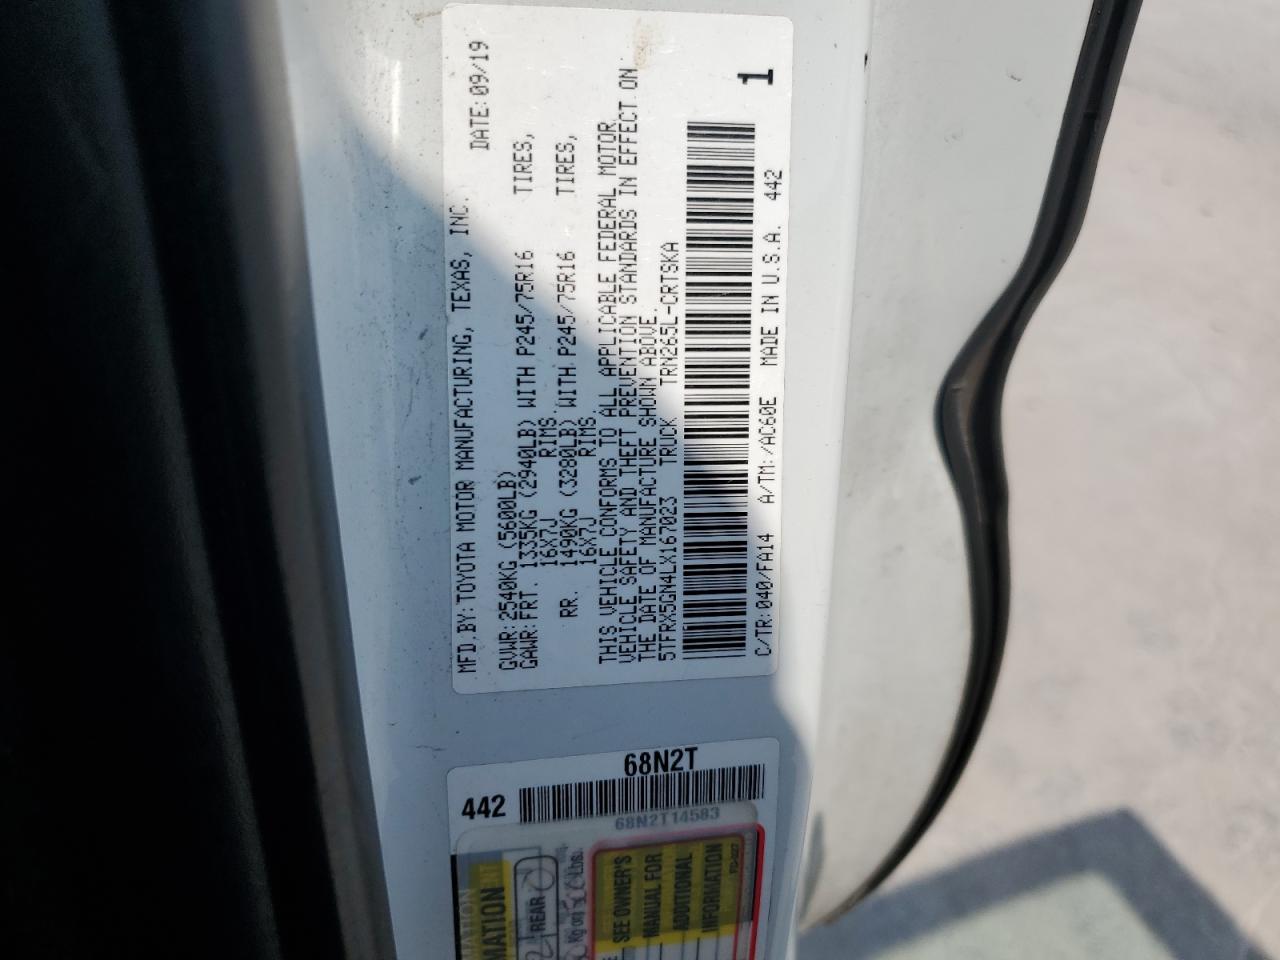 MFD.BY:TOYOTA MOTOR MANUFACTURING, TEXAS, INC. DATE:09/19
GVWR:2540KG (5600LB)
GAWR:FRT. 1335KG (2940LB) WITH P245/75R16 TIRES,
16X7J RIMS,
RR. 1490KG (3280LB) WITH P245/75R16 TIRES,
16X7J RIMS
THIS VEHICLE CONFORMS TO ALL APPLICABLE FEDERAL MOTOR
VEHICLE SAFETY AND THEFT PREVENTION STANDARDS IN EFFECT ON
THE DATE OF MANUFACTURE SHOWN ABOVE.
5TFRX5GN4LX167023 TRUCK TRN265L-CRTSKA
1
C/TR:040/FA14 A/TM:/AC60E MADE IN U.S.A. 442
68N2T
442
68N2T14583
REAR
Kg or
Lbs.
SEE OWNER'S
MANUAL FOR
ADDITIONAL
INFORMATION